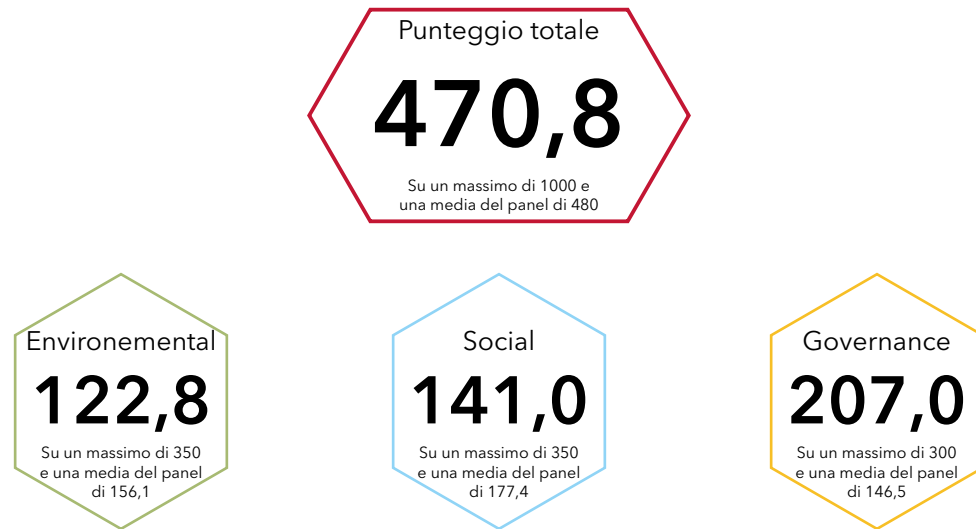 Punteggio totale
470,8
Su un massimo di 1000 e
una media del panel di 480
Environemental
122,8
Su un massimo di 350
e una media del panel
di 156,1
Social
141,0
Su un massimo di 350
e una media del panel
di 177,4
Governance
207,0
Su un massimo di 300
e una media del panel
di 146,5